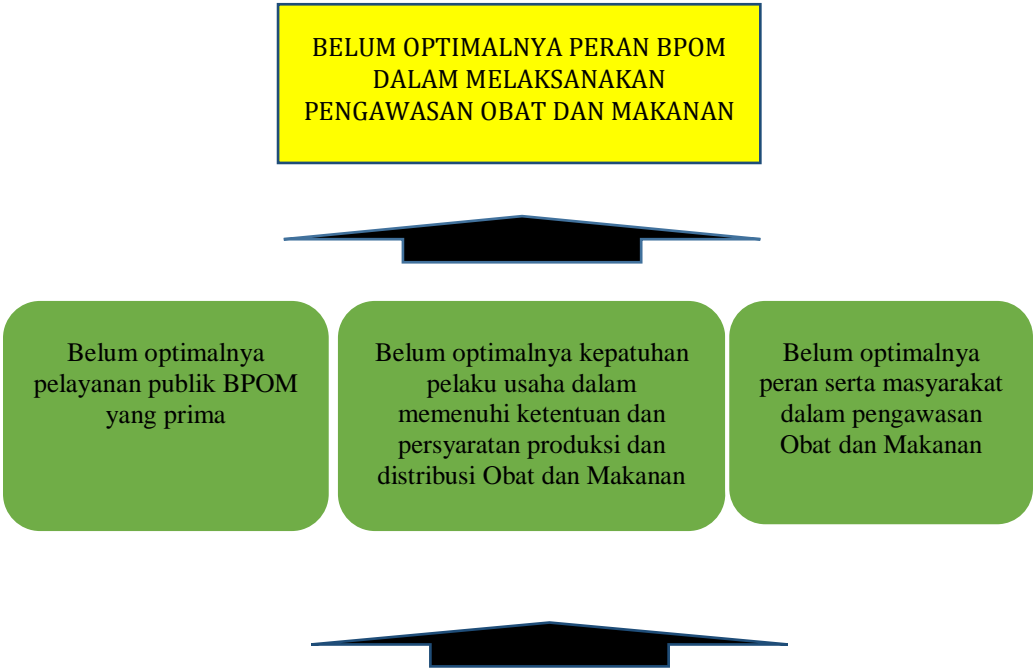 BELUM OPTIMALNYA PERAN BPOM
DALAM MELAKSANAKAN
PENGAWASAN OBAT DAN MAKANAN
Belum optimalnya
pelayanan publik BPOM
yang prima
Belum optimalnya kepatuhan
pelaku usaha dalam
memenuhi ketentuan dan
persyaratan produksi dan
distribusi Obat dan Makanan
Belum optimalnya
peran serta masyarakat
dalam pengawasan
Obat dan Makanan